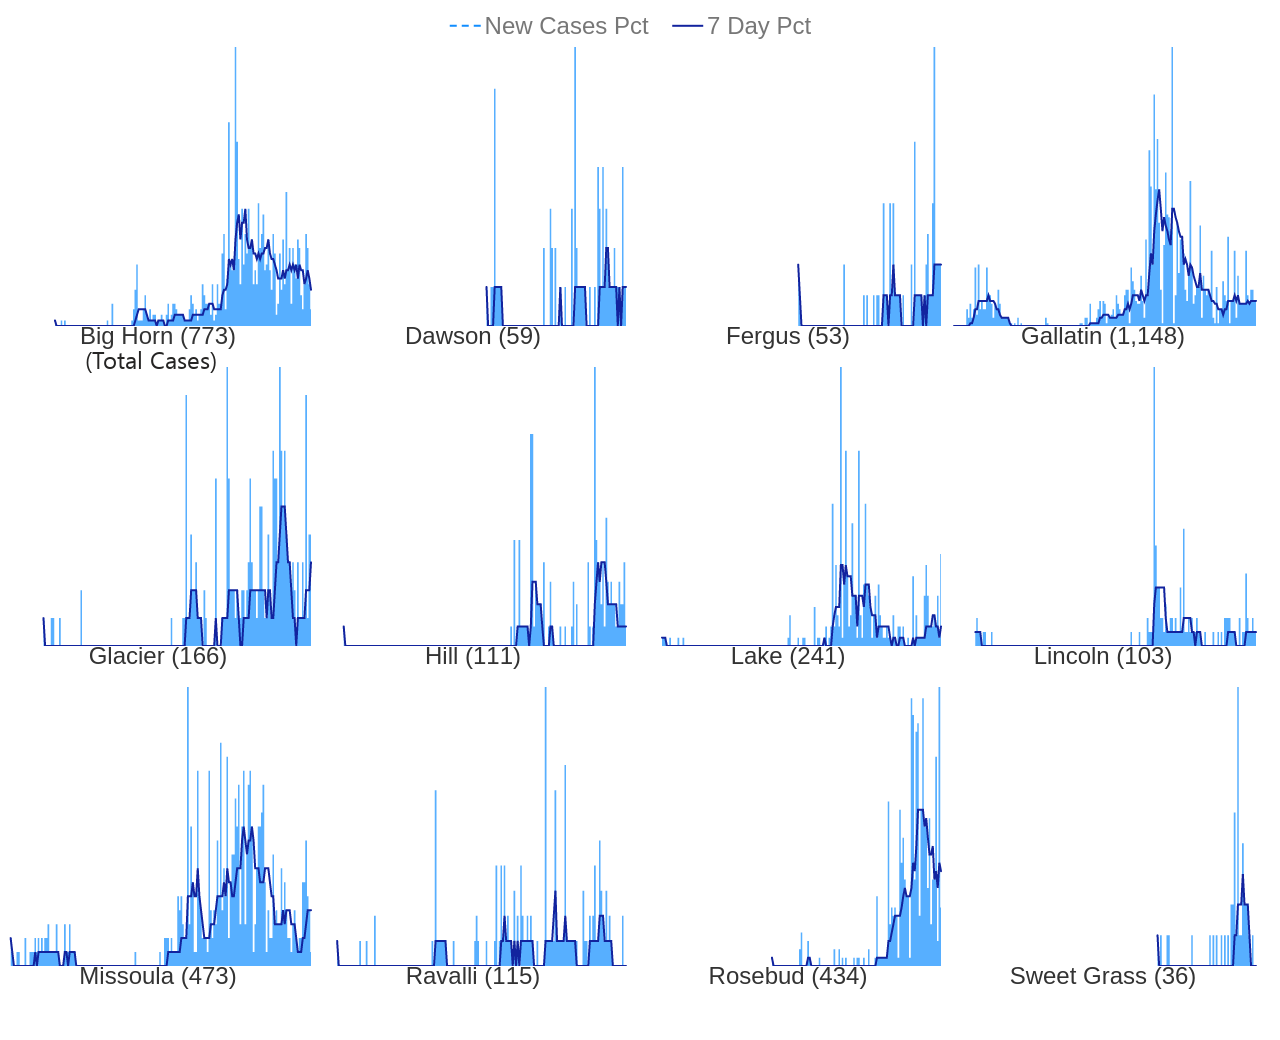 New Cases Pct 7 Day Pct
Big Horn (773) Dawson (59) Fergus (53) Gallatin (1,148)
(Total Cases)
Glacier (166) Hill (111) Lake (241) Lincoln (103)
Missoula (473) Ravalli (115) Rosebud (434) Sweet Grass (36)